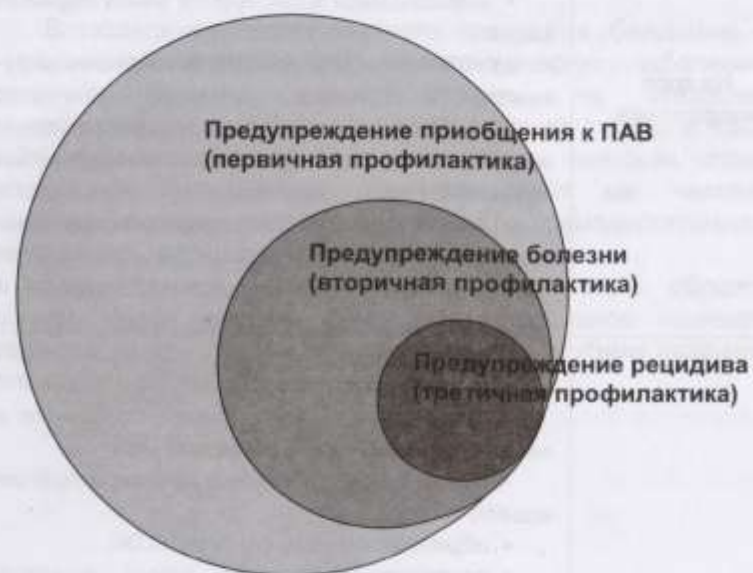 Предупреждение приобщения к ПАВ
(первичная профилактика)
Предупреждение болезни
(вторичная профилактика)
Предупреждение рецидива
(третичная профилактика)